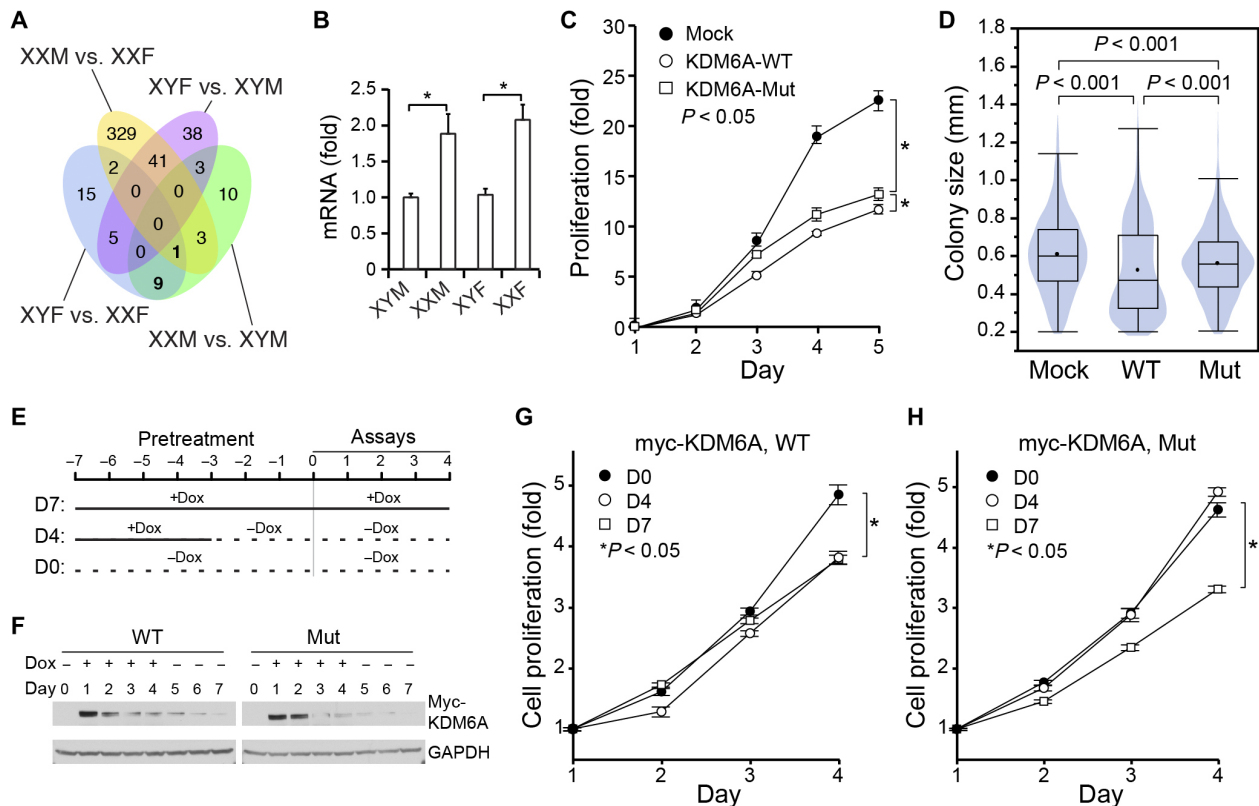 A
XXM vs. XXF
XYF vs. XYM
329
38
2
41
3
15
0
0
10
0
5
0
1
3
9
XYF vs. XXF
XXM vs. XYM
B
mRNA (fold)
2.5
2.0
1.5
1.0
0.5
0
*
*
XYM
XXM
XYF
XXF
C
Proliferation (fold)
30
25
20
15
10
5
0
Mock
KDM6A-WT
KDM6A-Mut
P < 0.05
*
*
1 2 3 4 5
Day
D
Colony size (mm)
1.8
1.6
1.4
1.2
1.0
0.8
0.6
0.4
0.2
P < 0.001
P < 0.001 P < 0.001
Mock WT Mut
E
Pretreatment Assays
–7 –6 –5 –4 –3 –2 –1 0 1 2 3 4
D7: +Dox +Dox
D4: +Dox –Dox –Dox
D0: –Dox –Dox
F
WT Mut
Dox – + + + + – – – – + + + + – – –
Day 0 1 2 3 4 5 6 7 0 1 2 3 4 5 6 7
Myc-
KDM6A
GAPDH
G
myc-KDM6A, WT
Cell proliferation (fold)
5
4
3
2
1
D0
D4
D7
*P < 0.05
*
1 2 3 4
Day
H
myc-KDM6A, Mut
Cell proliferation (fold)
5
4
3
2
1
D0
D4
D7
*P < 0.05
*
1 2 3 4
Day